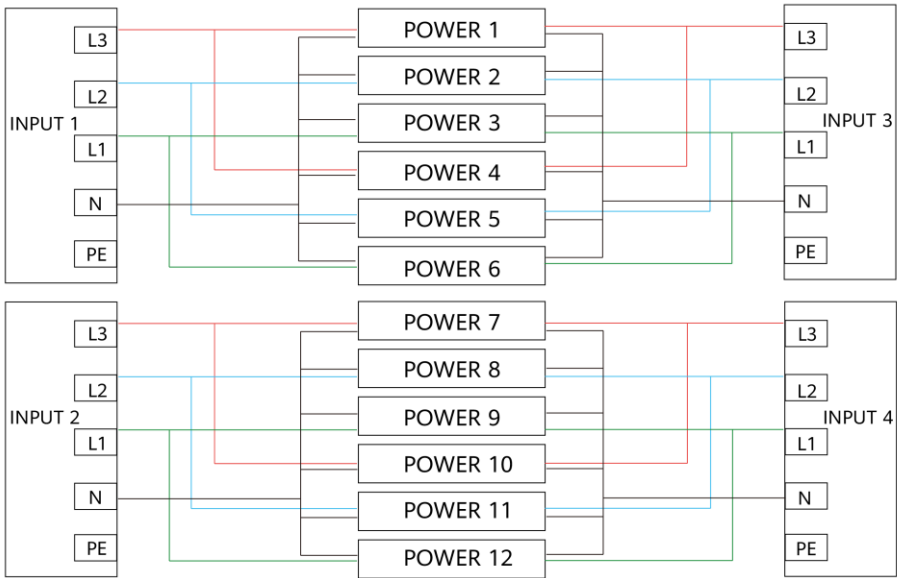 L3
POWER 1
L3
L2
POWER 2
L2
INPUT 1
POWER 3
INPUT 3
L1
L1
POWER 4
N
POWER 5
N
PE
POWER 6
PE
L3
POWER 7
L3
L2
POWER 8
L2
INPUT 2
POWER 9
INPUT 4
L1
L1
POWER 10
N
POWER 11
N
PE
POWER 12
PE